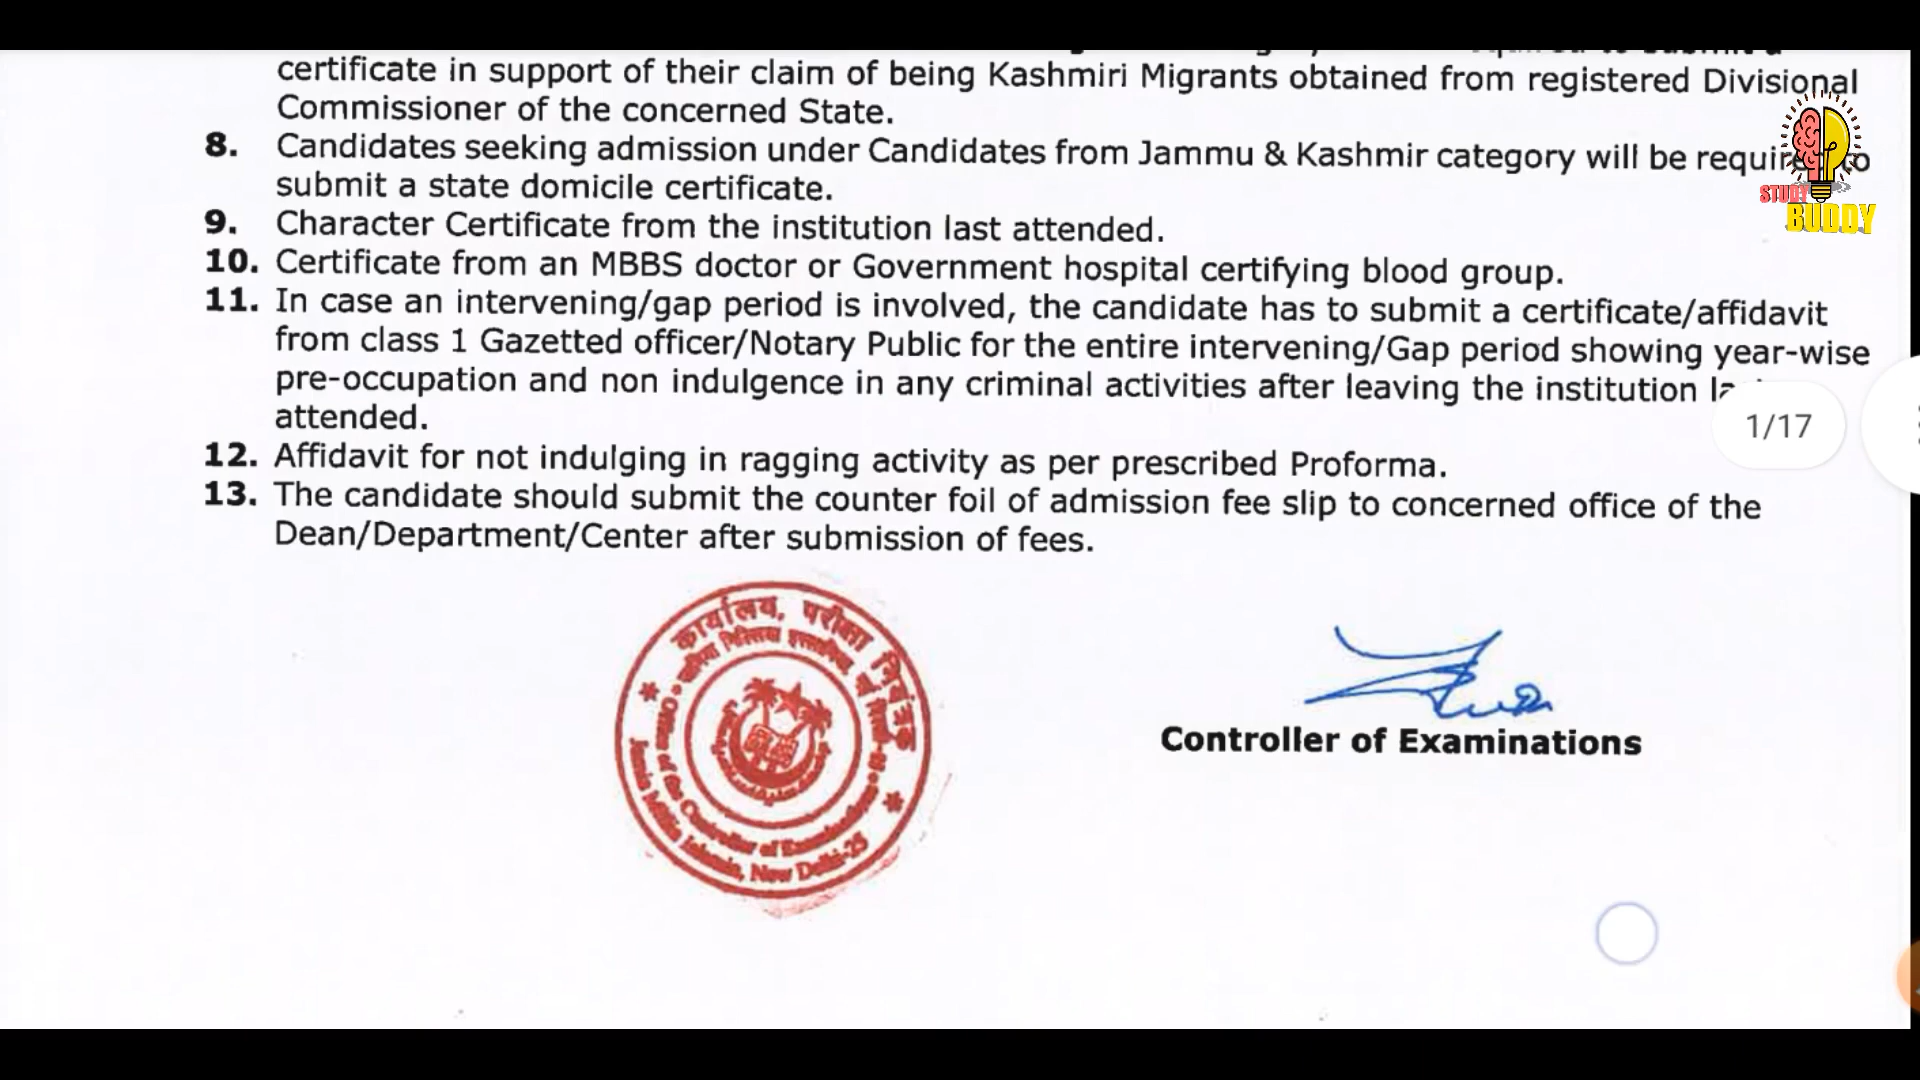 submit a
certificate in support of their claim of being Kashmiri Migrants obtained from registered Divisional
Commissioner of the concerned State.
8. Candidates seeking admission under Candidates from Jammu & Kashmir category will be required to
submit a state domicile certificate.
9. Character Certificate from the institution last attended.
10. Certificate from an MBBS doctor or Government hospital certifying blood group.
11. In case an intervening/gap period is involved, the candidate has to submit a certificate/affidavit
from class 1 Gazetted officer/Notary Public for the entire intervening/Gap period showing year-wise
pre-occupation and non indulgence in any criminal activities after leaving the institution
attended.
12. Affidavit for not indulging in ragging activity as per prescribed Proforma.
13. The candidate should submit the counter foil of admission fee slip to concerned office of the
Dean/Department/Center after submission of fees.
STUDY
BUDDY
1/17
कार्यालय, परीक्षा नियंत्रक
Office of the Controller of Examinations
Jamia Millia Islamia, New Delhi-25
Controller of Examinations